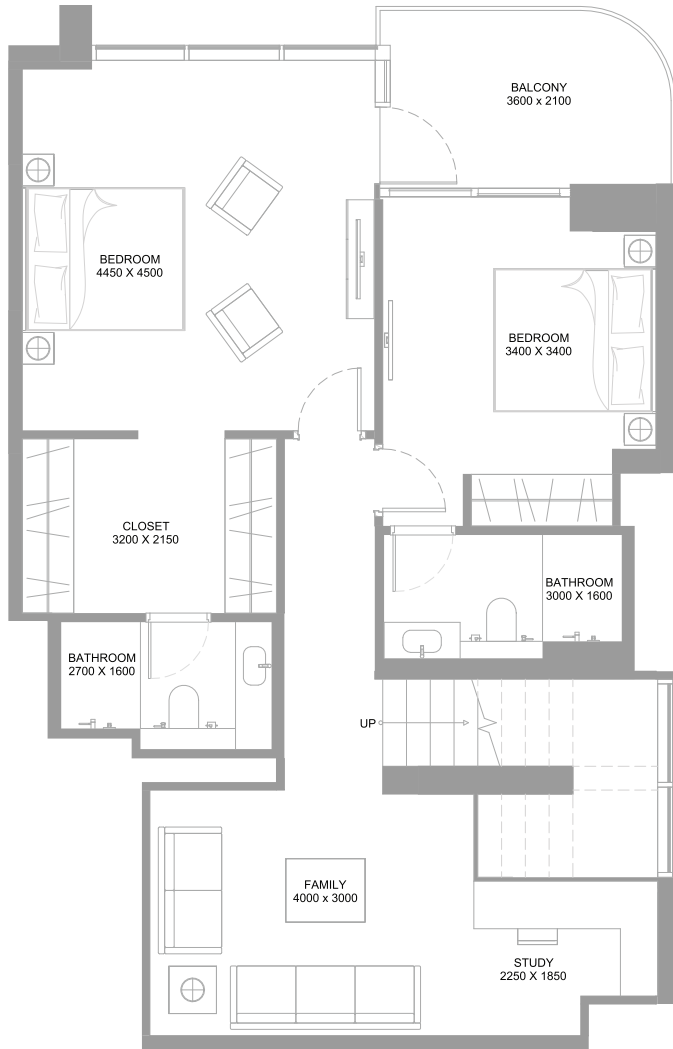 BALCONY
3600 x 2100
BEDROOM
4450 X 4500
BEDROOM
3400 X 3400
CLOSET
3200 X 2150
BATHROOM
3000 X 1600
BATHROOM
2700 X 1600
UP
FAMILY
4000 x 3000
STUDY
2250 X 1850